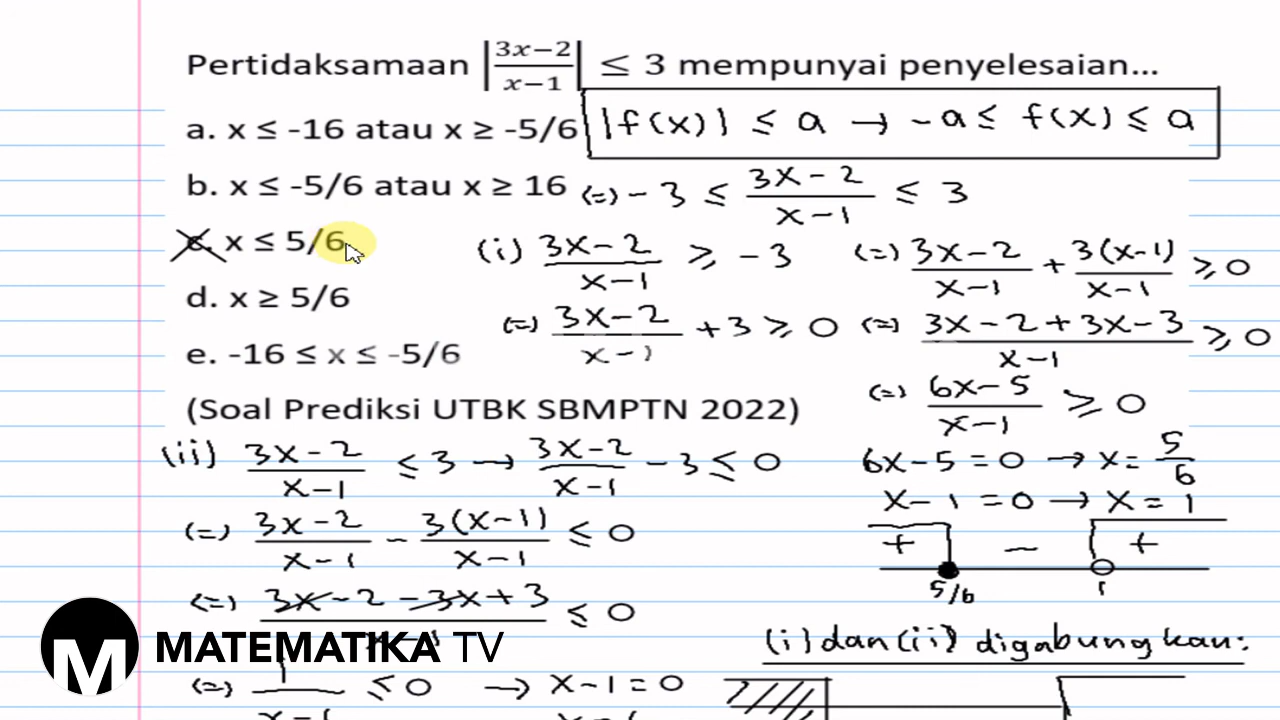 Pertidaksamaan |3x−2/x−1| ≤ 3 mempunyai penyelesaian...
|f(x)| ≤ a → -a ≤ f(x) ≤ a
a. x ≤ -16 atau x ≥ -5/6
b. x ≤ -5/6 atau x ≥ 16
c. x ≤ 5/6
d. x ≥ 5/6
e. -16 ≤ x ≤ -5/6
(Soal Prediksi UTBK SBMPTN 2022)
(=) -3 ≤ 3x-2/x-1 ≤ 3
(i) 3x-2/x-1 ≥ -3
(=) 3x-2/x-1 + 3 ≥ 0
(=) 3x-2/x-1 + 3(x-1)/x-1 ≥ 0
(=) 3x-2+3x-3/x-1 ≥ 0
(=) 6x-5/x-1 ≥ 0
6x-5=0 → x=5/6
x-1=0 → x=1
+ − +
5/6 1
(ii) 3x-2/x-1 ≤ 3 → 3x-2/x-1 - 3 ≤ 0
(=) 3x-2/x-1 - 3(x-1)/x-1 ≤ 0
(=) 3x-2-3x+3/x-1 ≤ 0
(=) 1/x-1 ≤ 0 → x-1=0
(i) dan (ii) digabungkan:
M MATEMATIKA TV